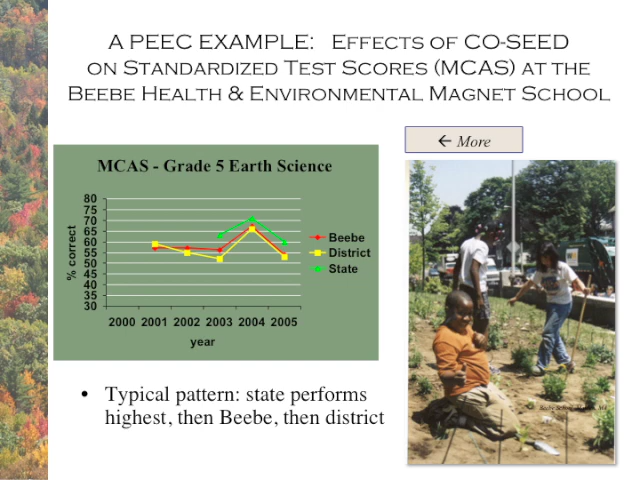 A PEEC EXAMPLE: EFFECTS OF CO-SEED
ON STANDARDIZED TEST SCORES (MCAS) AT THE
BEEBE HEALTH & ENVIRONMENTAL MAGNET SCHOOL
← More
MCAS - Grade 5 Earth Science
80
75
70
65
60
55
50
45
40
35
30
% correct
2000 2001 2002 2003 2004 2005
year
Beebe
District
State
• Typical pattern: state performs
highest, then Beebe, then district